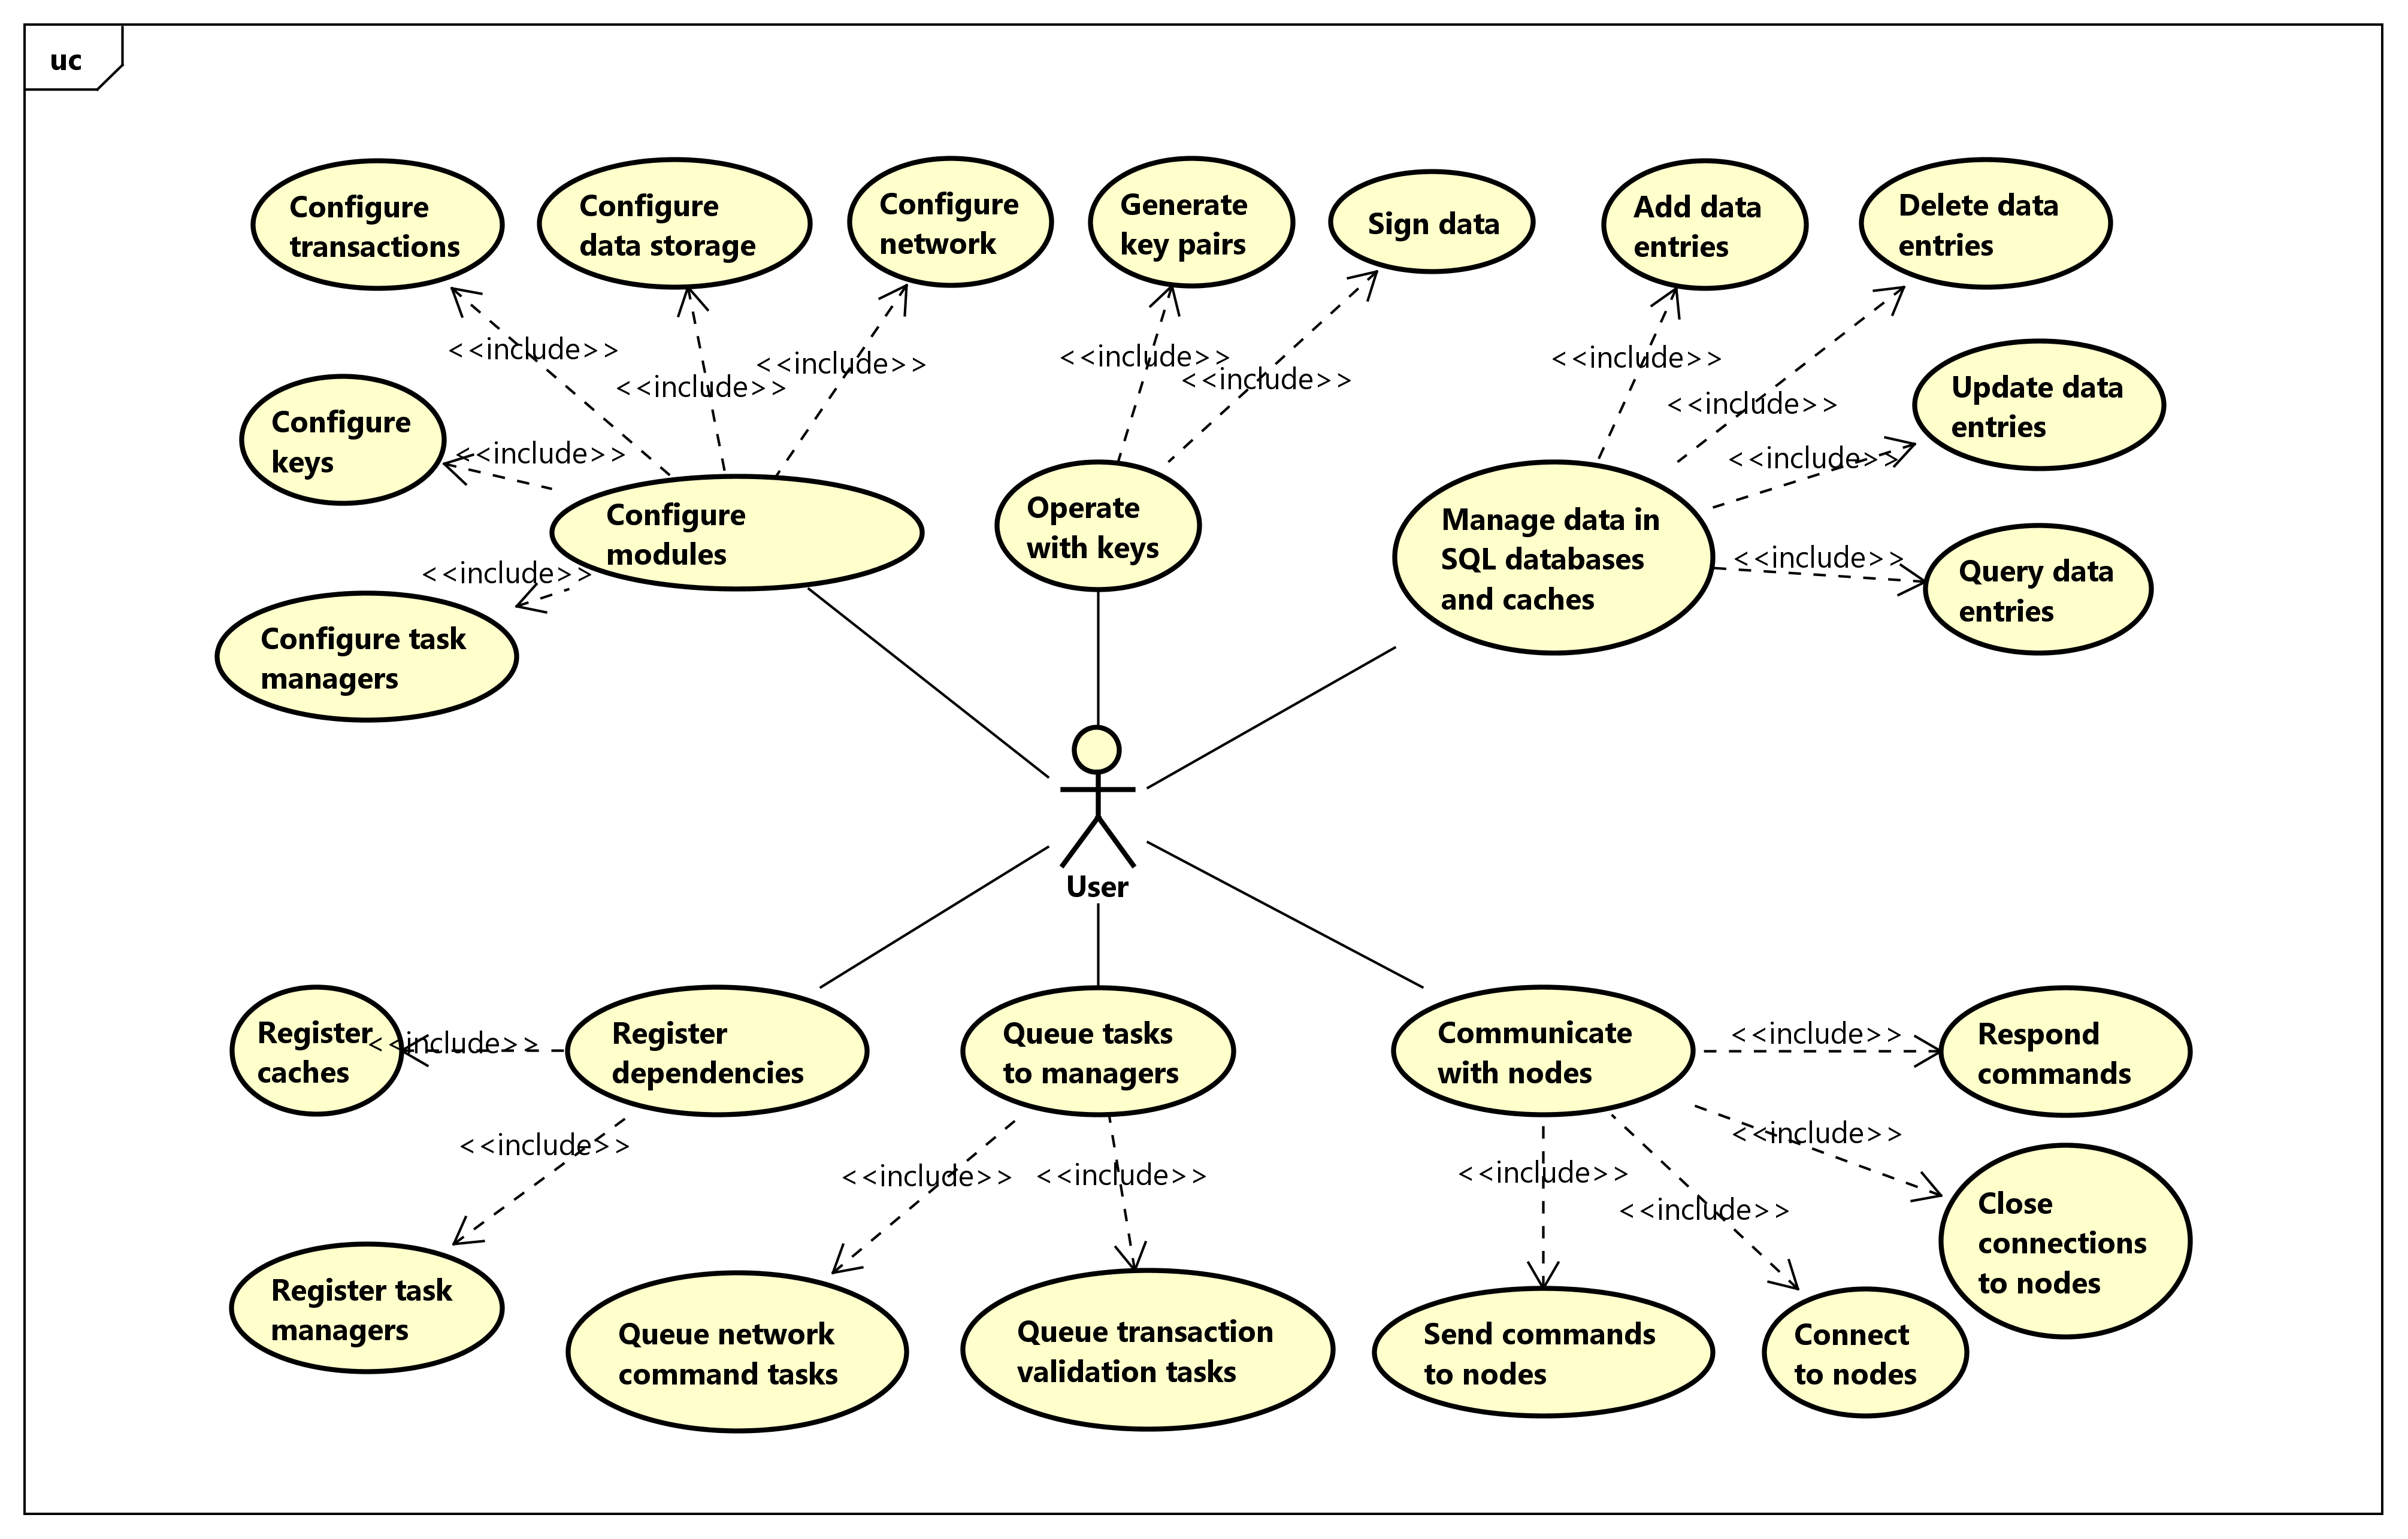 uc
Configure
transactions
Configure
data storage
Configure
network
Generate
key pairs
Sign data
Add data
entries
Delete data
entries
<<include>>
<<include>>
<<include>>
<<include>>
<<include>>
<<include>>
<<include>>
Update data
entries
Configure
keys
<<include>>
<<include>>
Configure
modules
Operate
with keys
Manage data in
SQL databases
and caches
<<include>>
Query data
entries
<<include>>
Configure task
managers
User
Register
caches
<<include>>
Register
dependencies
Queue tasks
to managers
Communicate
with nodes
<<include>>
Respond
commands
<<include>>
<<include>>
<<include>>
<<include>>
<<include>>
<<include>>
Close
connections
to nodes
Register task
managers
Queue network
command tasks
Queue transaction
validation tasks
Send commands
to nodes
Connect
to nodes